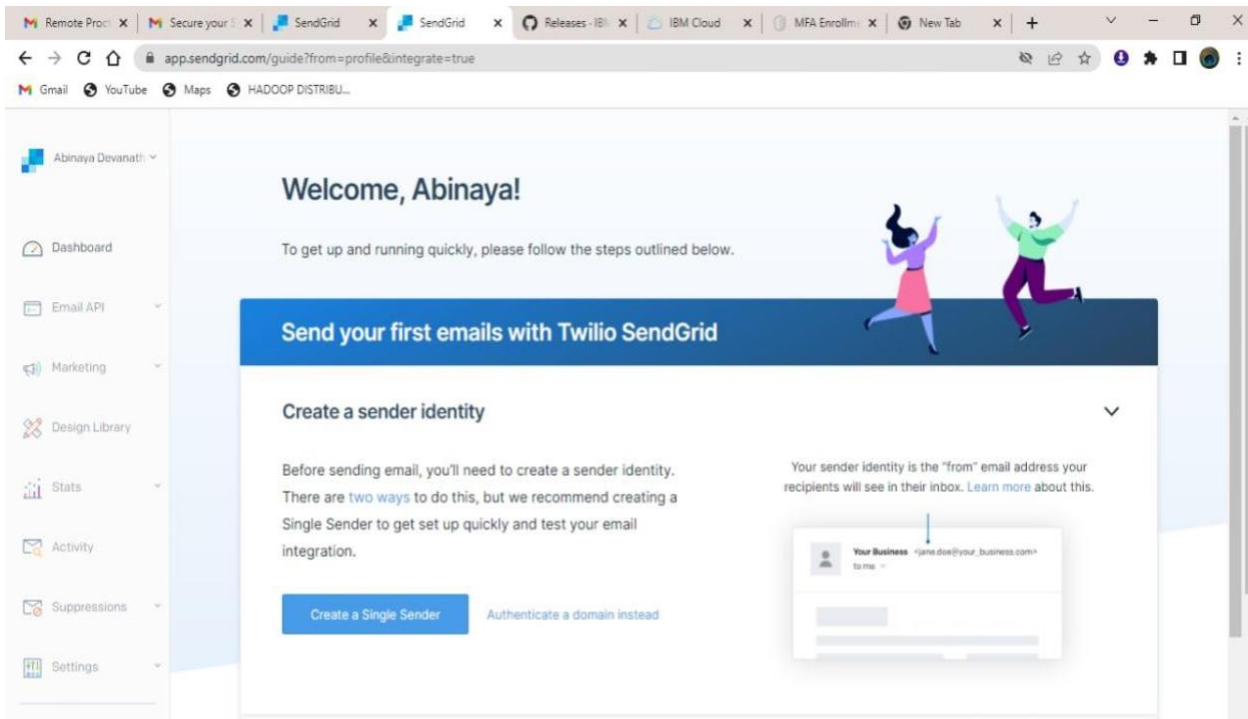 Remote Proc
Secure your S
SendGrid
SendGrid
Releases · IB
IBM Cloud
MFA Enrollm
New Tab
app.sendgrid.com/guide?from=profile&integrate=true
Gmail
YouTube
Maps
HADOOP DISTRIBU...
Abinaya Devanath
Welcome, Abinaya!
To get up and running quickly, please follow the steps outlined below.
Dashboard
Email API
Marketing
Design Library
Stats
Activity
Suppressions
Settings
Send your first emails with Twilio SendGrid
Create a sender identity
Before sending email, you'll need to create a sender identity.
There are two ways to do this, but we recommend creating a
Single Sender to get set up quickly and test your email
integration.
Create a Single Sender
Authenticate a domain instead
Your sender identity is the "from" email address your
recipients will see in their inbox. Learn more about this.
Your Business <jane.doe@your_business.com>
to me